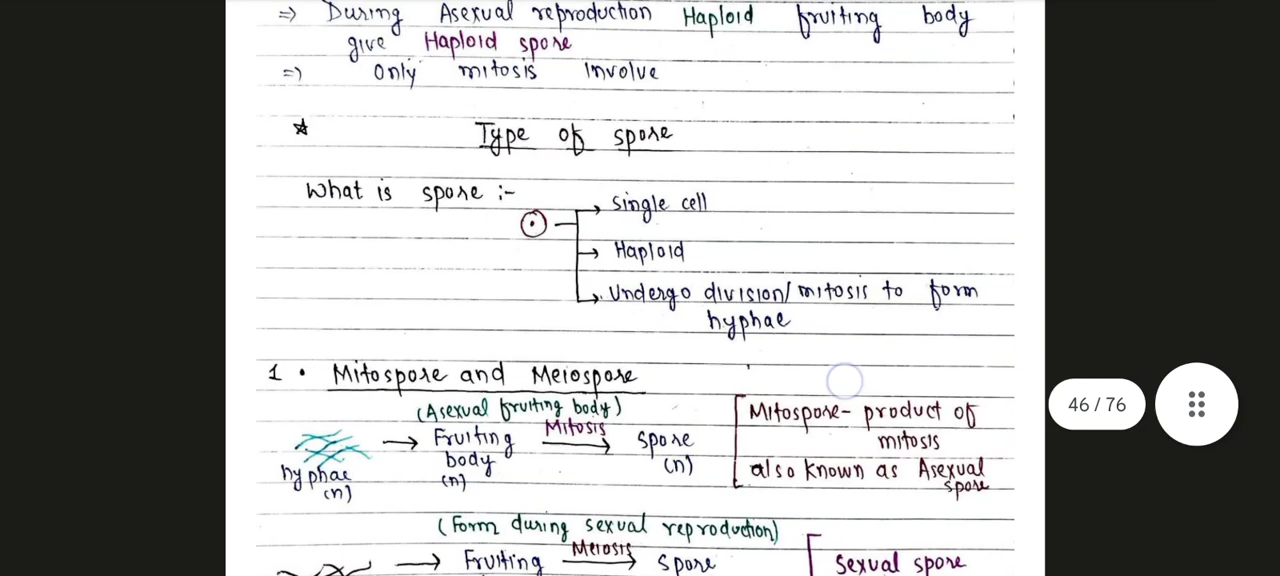 => During Asexual reproduction Haploid fruiting body
give Haploid spore
=> Only mitosis involve
☆ Type of spore
What is spore :-
→ single cell
→ Haploid
→ Undergo division/mitosis to form
hyphae
1 • Mitospore and Meiospore
(Asexual fruiting body)
hyphae (n) → Fruiting body (n) Mitosis → spore (n)
[ Mitospore - product of
mitosis
also known as Asexual
spore
46 / 76
(Form during sexual reproduction)
→ Fruiting Meiosis → spore
[ Sexual spore